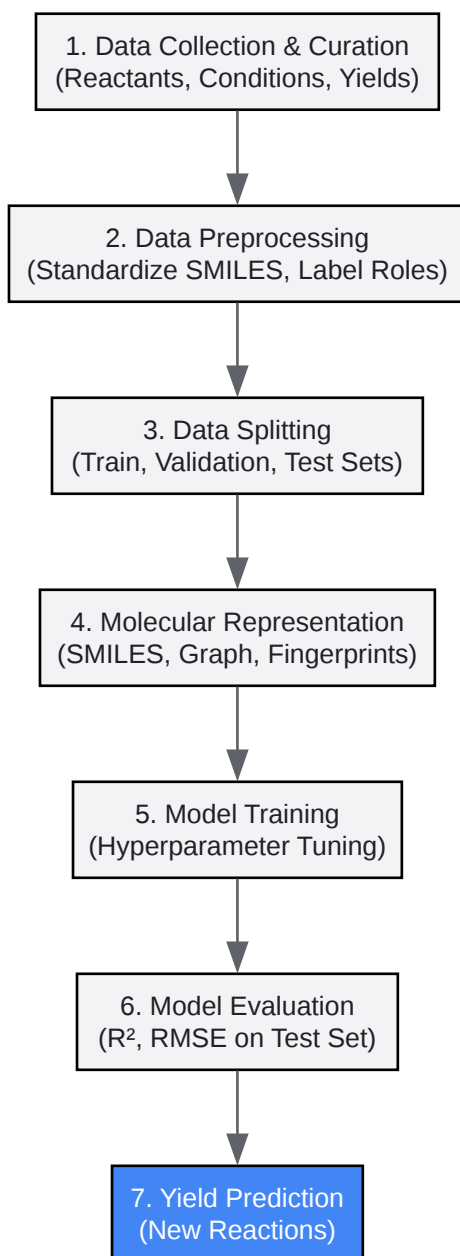 1. Data Collection & Curation
(Reactants, Conditions, Yields)
2. Data Preprocessing
(Standardize SMILES, Label Roles)
3. Data Splitting
(Train, Validation, Test Sets)
4. Molecular Representation
(SMILES, Graph, Fingerprints)
5. Model Training
(Hyperparameter Tuning)
6. Model Evaluation
(R², RMSE on Test Set)
7. Yield Prediction
(New Reactions)